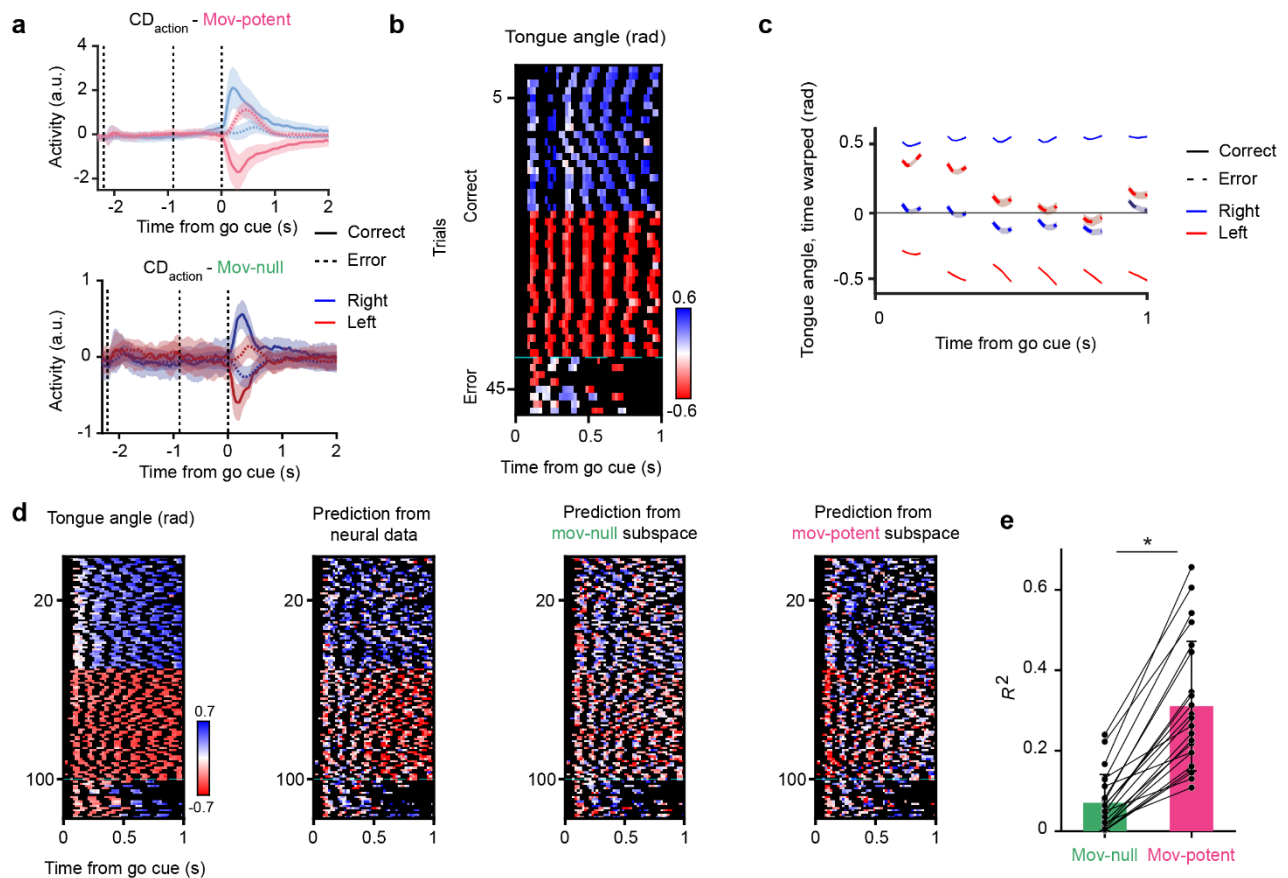 a
CDaction - Mov-potent
Activity (a.u.)
4
2
0
-2
-2 -1 0 1 2
Time from go cue (s)
Correct
Error
Right
Left
CDaction - Mov-null
Activity (a.u.)
1
0
-1
-2 -1 0 1 2
Time from go cue (s)
b
Tongue angle (rad)
Trials
Correct
Error
5
45
0.6
-0.6
0 0.5 1
Time from go cue (s)
c
Tongue angle, time warped (rad)
0.5
0
-0.5
0 1
Time from go cue (s)
Correct
Error
Right
Left
d
Tongue angle (rad)
20
100
0.7
-0.7
0 0.5 1
Time from go cue (s)
Prediction from
neural data
20
100
0 0.5 1
Prediction from
mov-null subspace
20
100
0 0.5 1
Prediction from
mov-potent subspace
20
100
0 0.5 1
e
*
R2
0.6
0.4
0.2
0
Mov-null Mov-potent